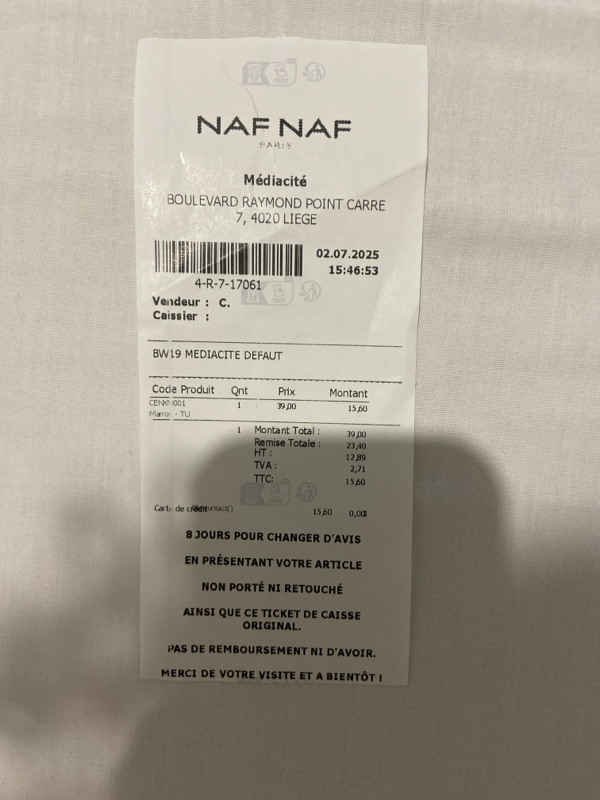 NAF NAF
PARIS
Médiacité
BOULEVARD RAYMOND POINT CARRE
7, 4020 LIEGE
02.07.2025
15:46:53
4-R-7-17061
Vendeur : C.
Caissier :
BW19 MEDIACITE DEFAUT
Code Produit Qnt Prix Montant
1 39,00 15,60
- TU
1 Montant Total : 39,00
Remise Totale : 23,40
HT : 12,89
TVA : 2,71
TTC: 15,60
Carte de crédit 15,60 0,00
8 JOURS POUR CHANGER D'AVIS
EN PRÉSENTANT VOTRE ARTICLE
NON PORTÉ NI RETOUCHÉ
AINSI QUE CE TICKET DE CAISSE
ORIGINAL.
PAS DE REMBOURSEMENT NI D'AVOIR.
MERCI DE VOTRE VISITE ET A BIENTÔT !